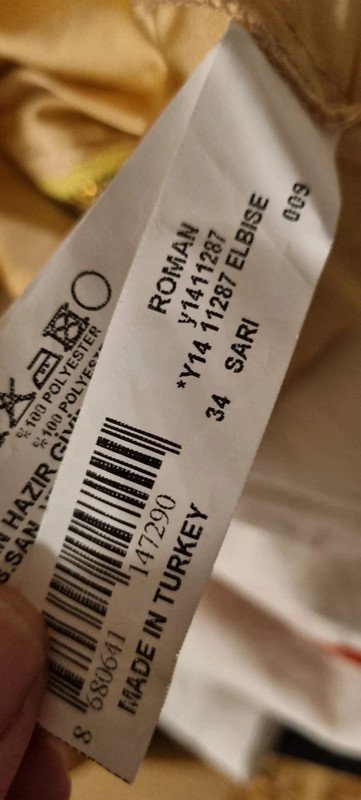 009
ROMAN
y1411287
*Y14 11287 ELBISE
34 SARI
8 680641 147290
MADE IN TURKEY
%100 POLYESTER
%100 POLYESTER
HAZIR